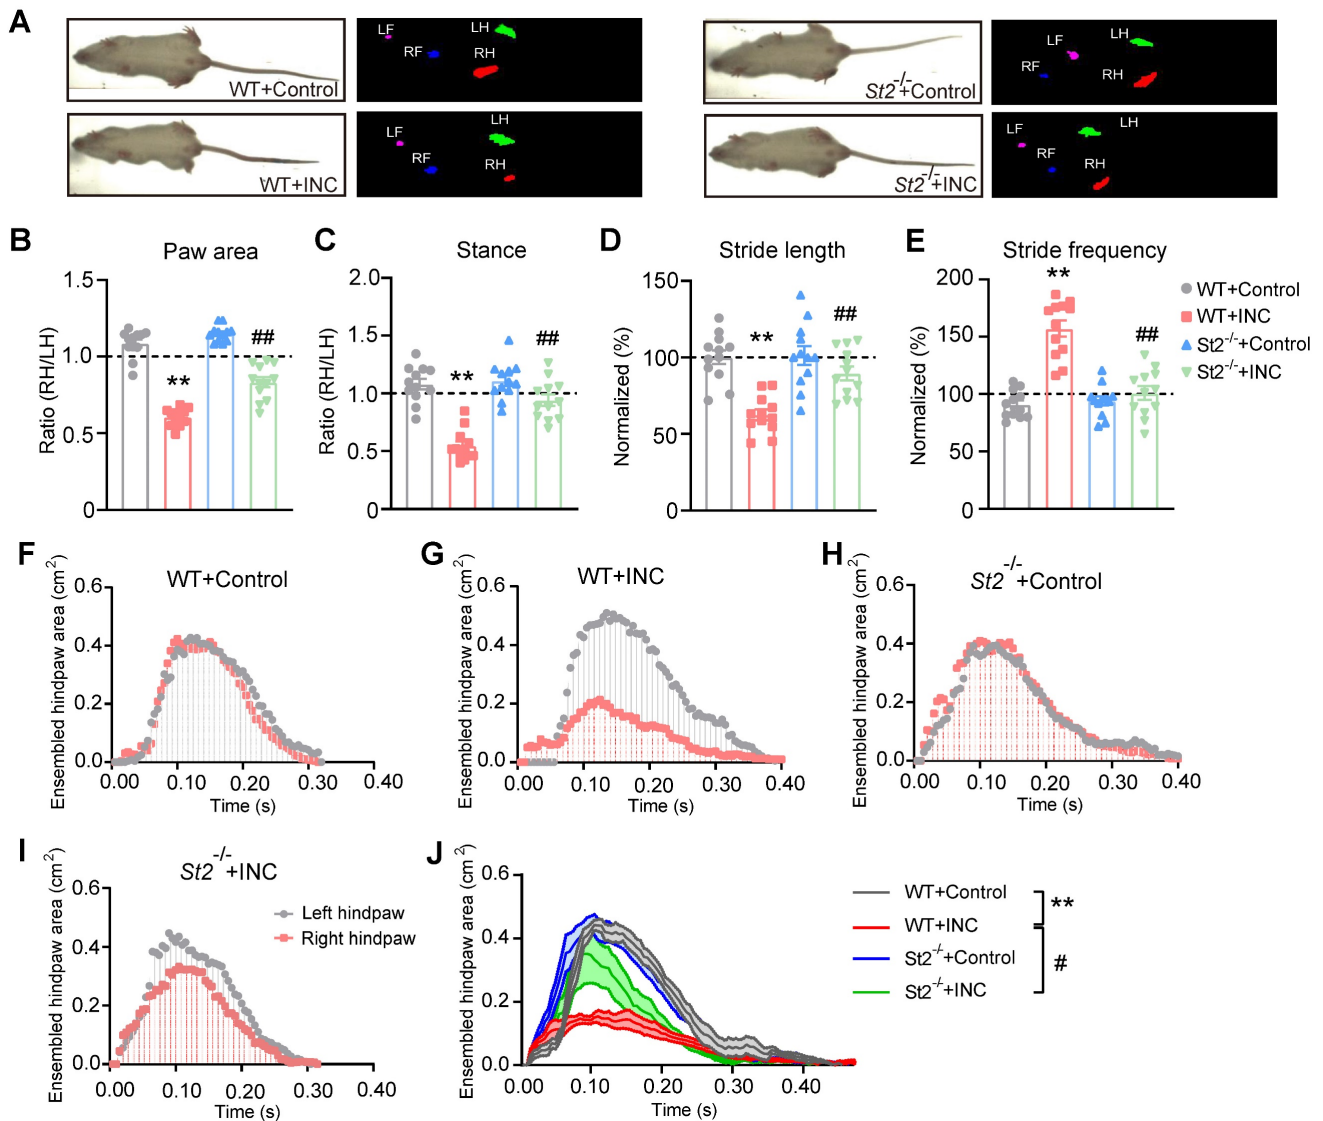 A
LF
RF
LH
RH
WT+Control
LF
RF
LH
RH
St2-/-+Control
LF
RF
LH
RH
WT+INC
LF
RF
LH
RH
St2-/-+INC
B
Paw area
Ratio (RH/LH)
1.5
1.0
0.5
0
**
##
C
Stance
Ratio (RH/LH)
2.0
1.5
1.0
0.5
0
**
##
D
Stride length
Normalized (%)
150
100
50
0
**
##
E
Stride frequency
Normalized (%)
200
150
100
50
0
**
##
WT+Control
WT+INC
St2-/-+Control
St2-/-+INC
F
WT+Control
Ensembled hindpaw area (cm2)
0.6
0.4
0.2
0.0
0.00 0.10 0.20 0.30 0.40
Time (s)
G
WT+INC
Ensembled hindpaw area (cm2)
0.6
0.4
0.2
0.0
0.00 0.10 0.20 0.30 0.40
Time (s)
H
St2-/-+Control
Ensembled hindpaw area (cm2)
0.6
0.4
0.2
0.0
0.00 0.10 0.20 0.30 0.40
Time (s)
I
St2-/-+INC
Ensembled hindpaw area (cm2)
0.6
0.4
0.2
0.0
0.00 0.10 0.20 0.30 0.40
Time (s)
Left hindpaw
Right hindpaw
J
Ensembled hindpaw area (cm2)
0.6
0.4
0.2
0.0
0.00 0.10 0.20 0.30 0.40
Time (s)
WT+Control
WT+INC
St2-/-+Control
St2-/-+INC
**
#